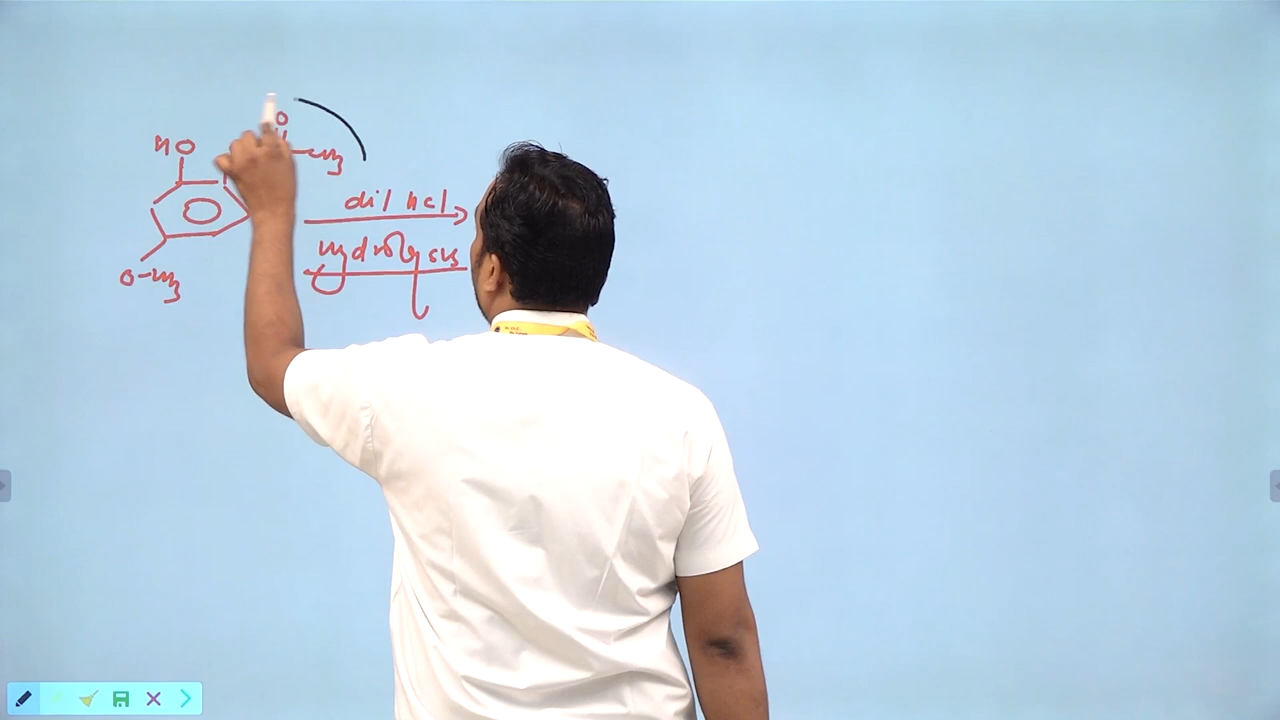 O
HO
CH3
dil HCl
Hydrolysis
O-CH3